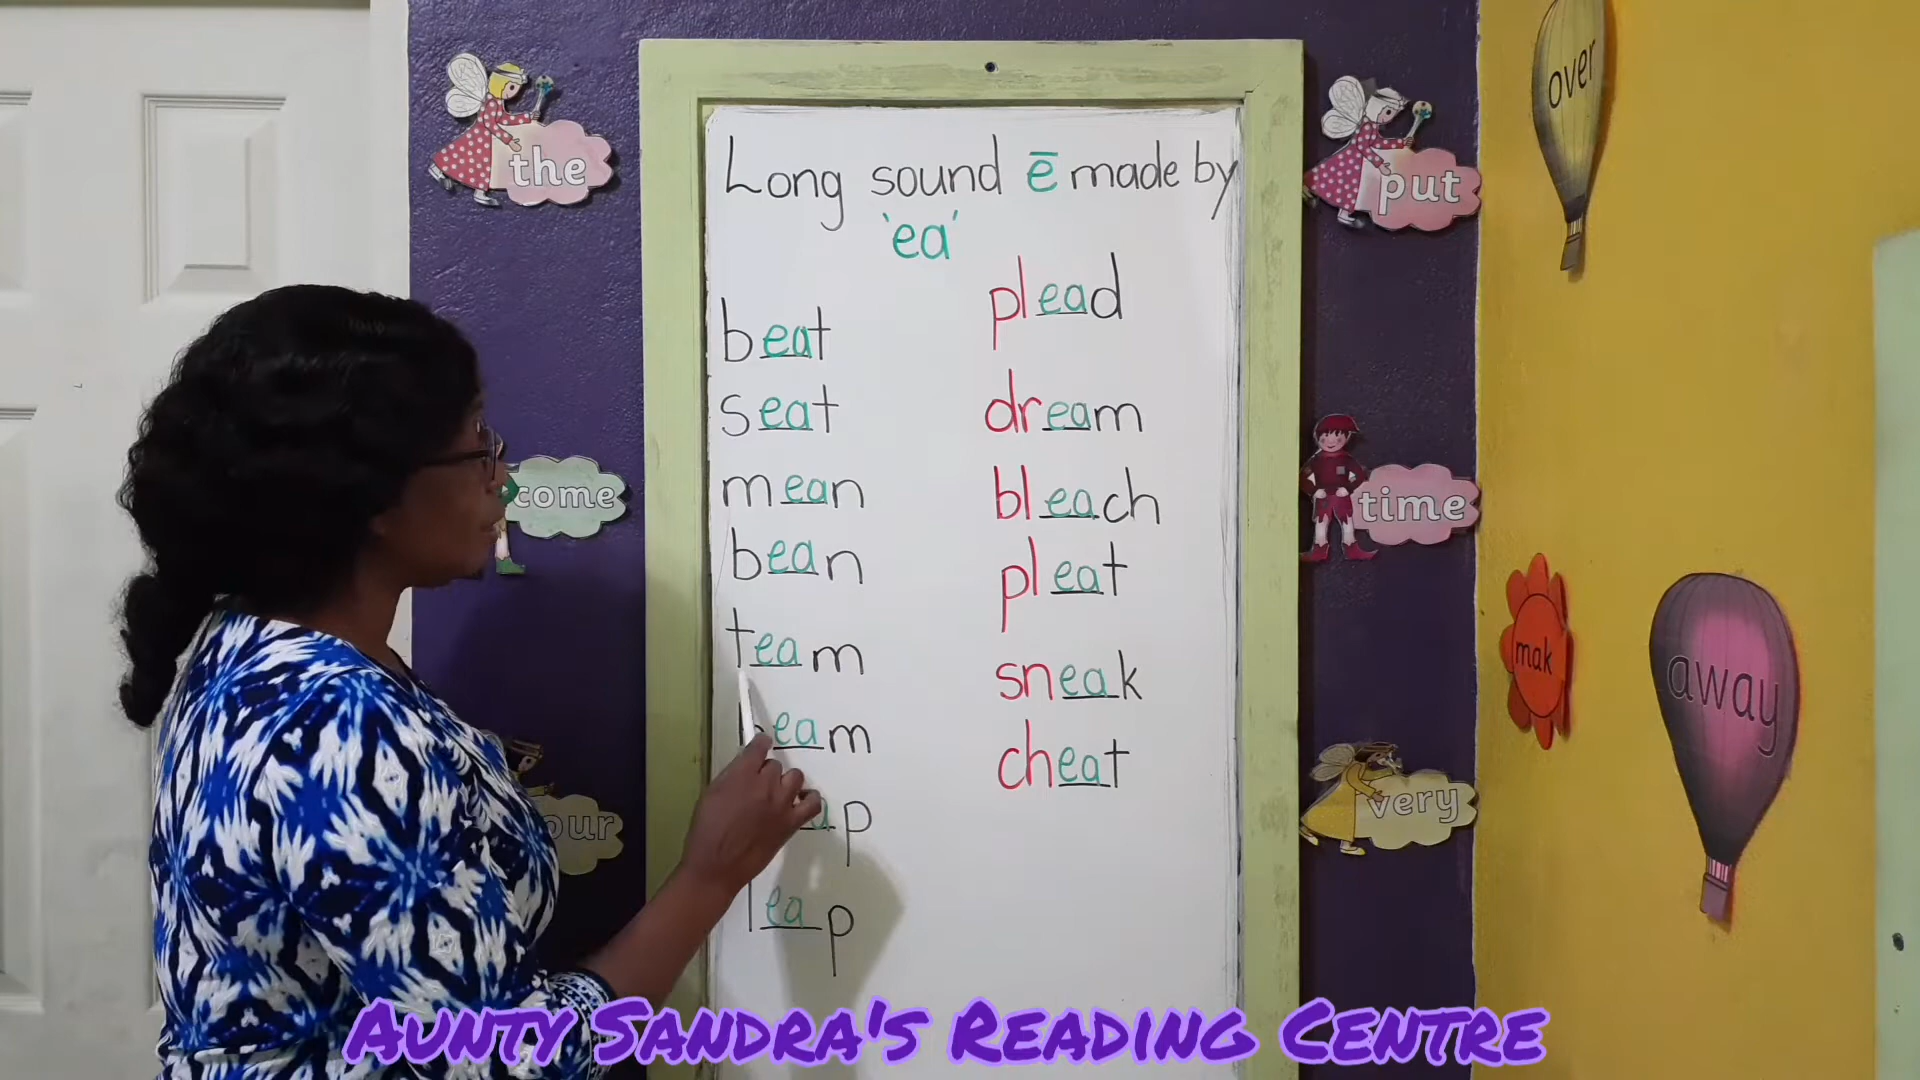 Long sound ē made by
'ea'
beat
seat
mean
bean
team
leap
plead
dream
bleach
pleat
sneak
cheat
the
come
our
put
time
very
over
mak
away
Aunty Sandra's Reading Centre